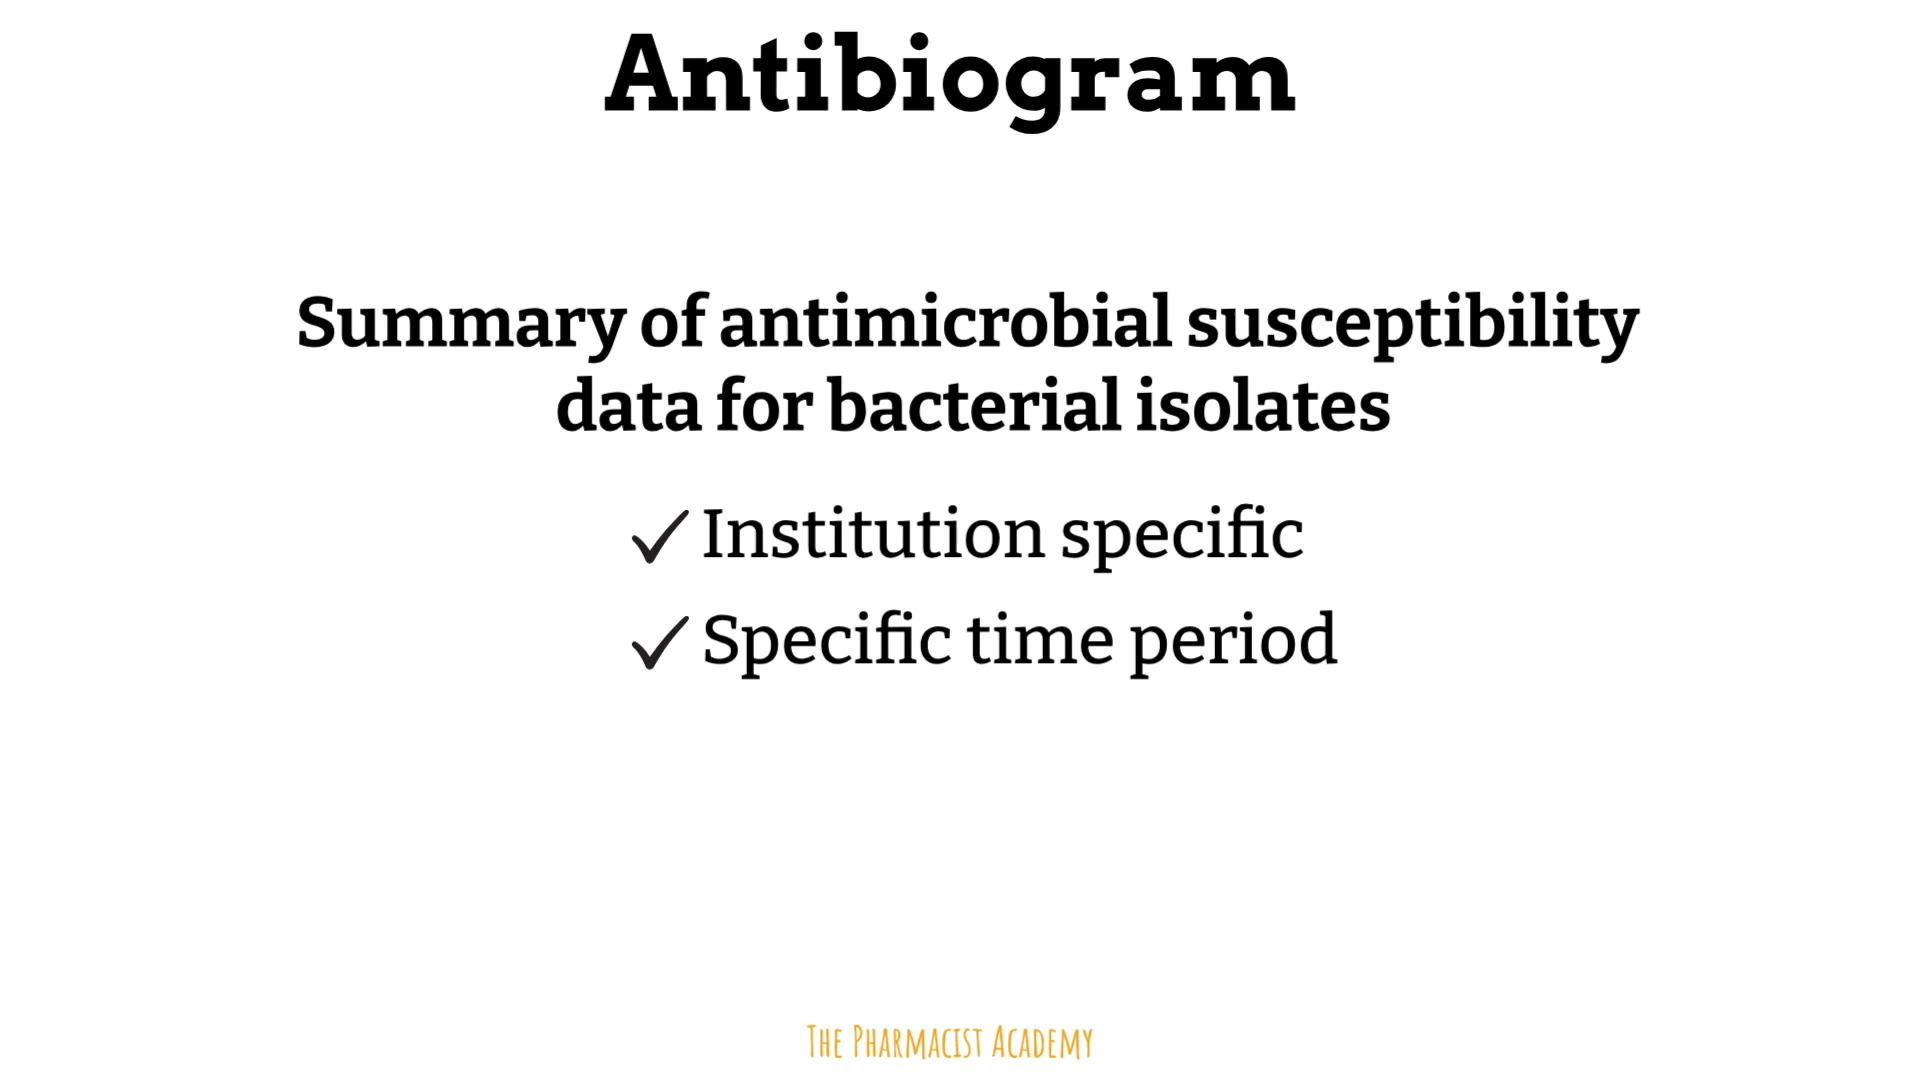 Antibiogram
Summary of antimicrobial susceptibility
data for bacterial isolates
✓ Institution specific
✓ Specific time period
The Pharmacist Academy